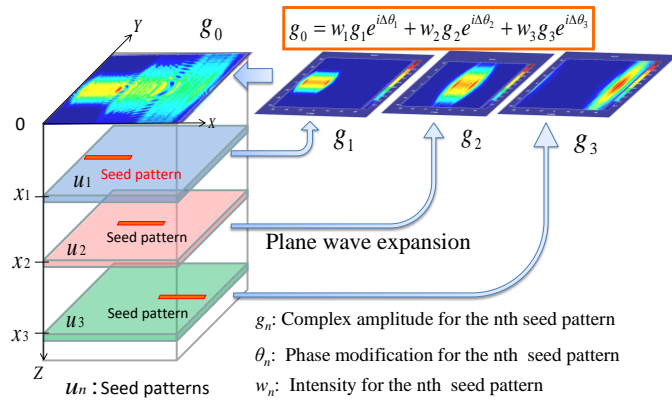 Y
g₀
g₀ = w₁g₁e^{iΔθ₁} + w₂g₂e^{iΔθ₂} + w₃g₃e^{iΔθ₃}
0
X
g₁
g₂
g₃
u₁ Seed pattern
x₁
Seed pattern
u₂
x₂
Plane wave expansion
u₃ Seed pattern
x₃
Z
gₙ: Complex amplitude for the nth seed pattern
θₙ: Phase modification for the nth seed pattern
wₙ: Intensity for the nth seed pattern
uₙ : Seed patterns